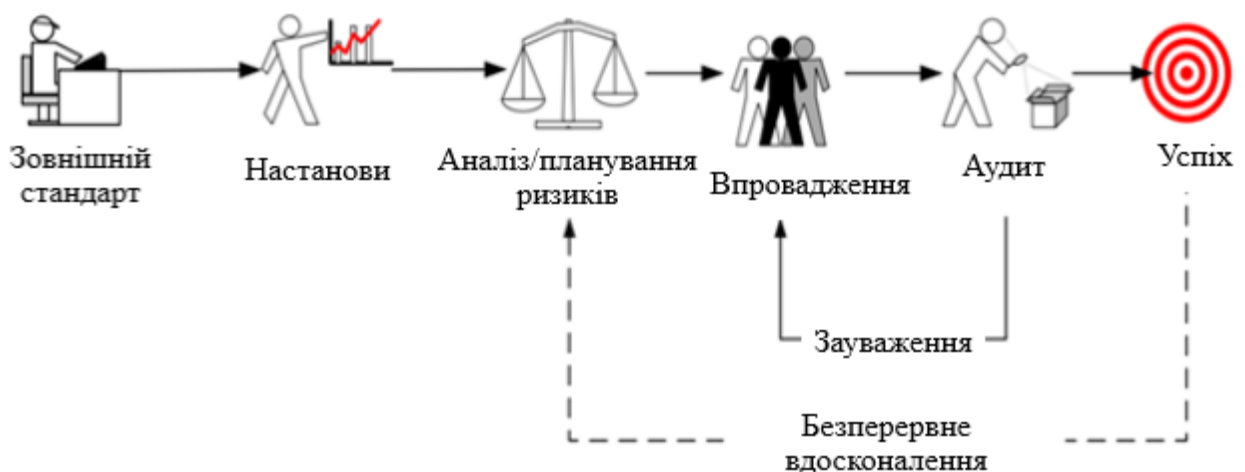 Зовнішній
стандарт
Настанови
Аналіз/планування
ризиків
Впровадження
Аудит
Успіх
Зауваження
Безперервне
вдосконалення